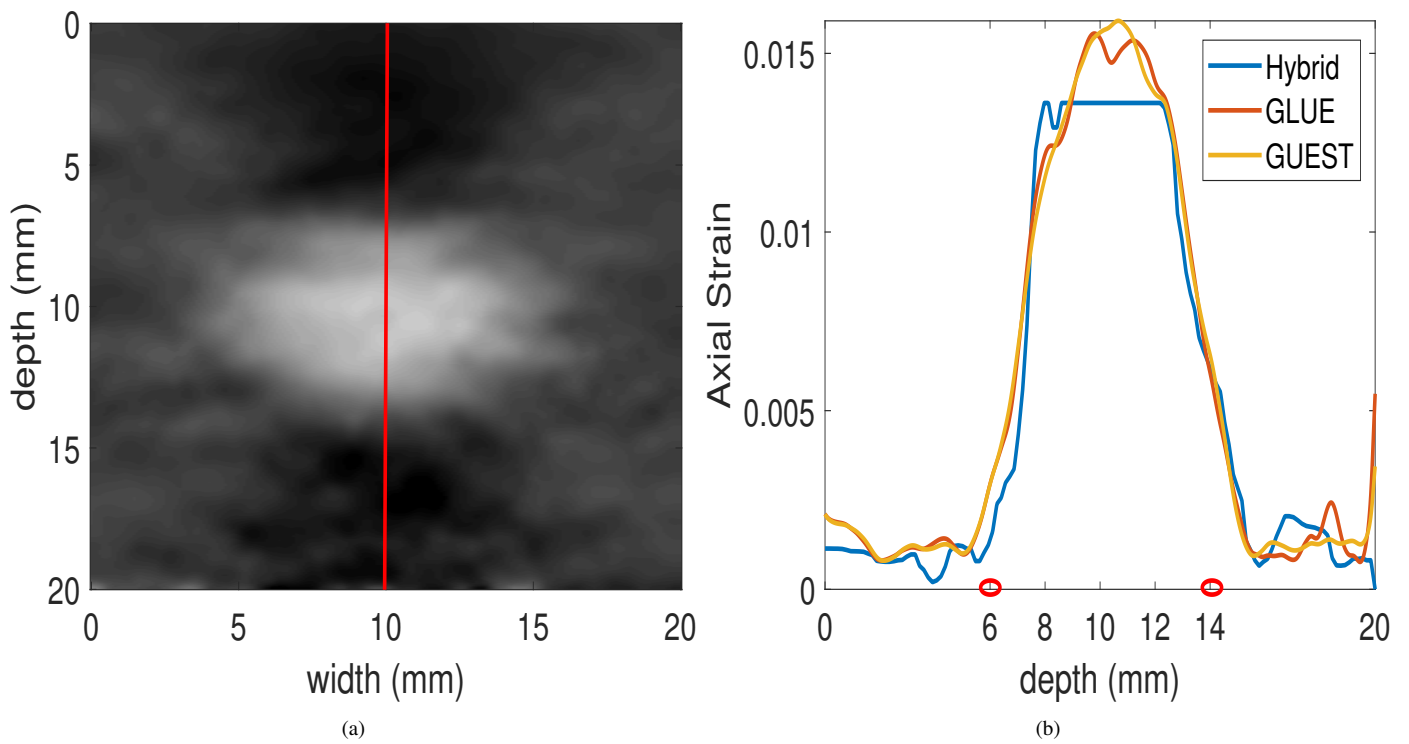 0
5
10
15
20
depth (mm)
0 5 10 15 20
width (mm)
(a)
0.015
0.01
0.005
0
Axial Strain
Hybrid
GLUE
GUEST
0 6 8 10 12 14 20
depth (mm)
(b)